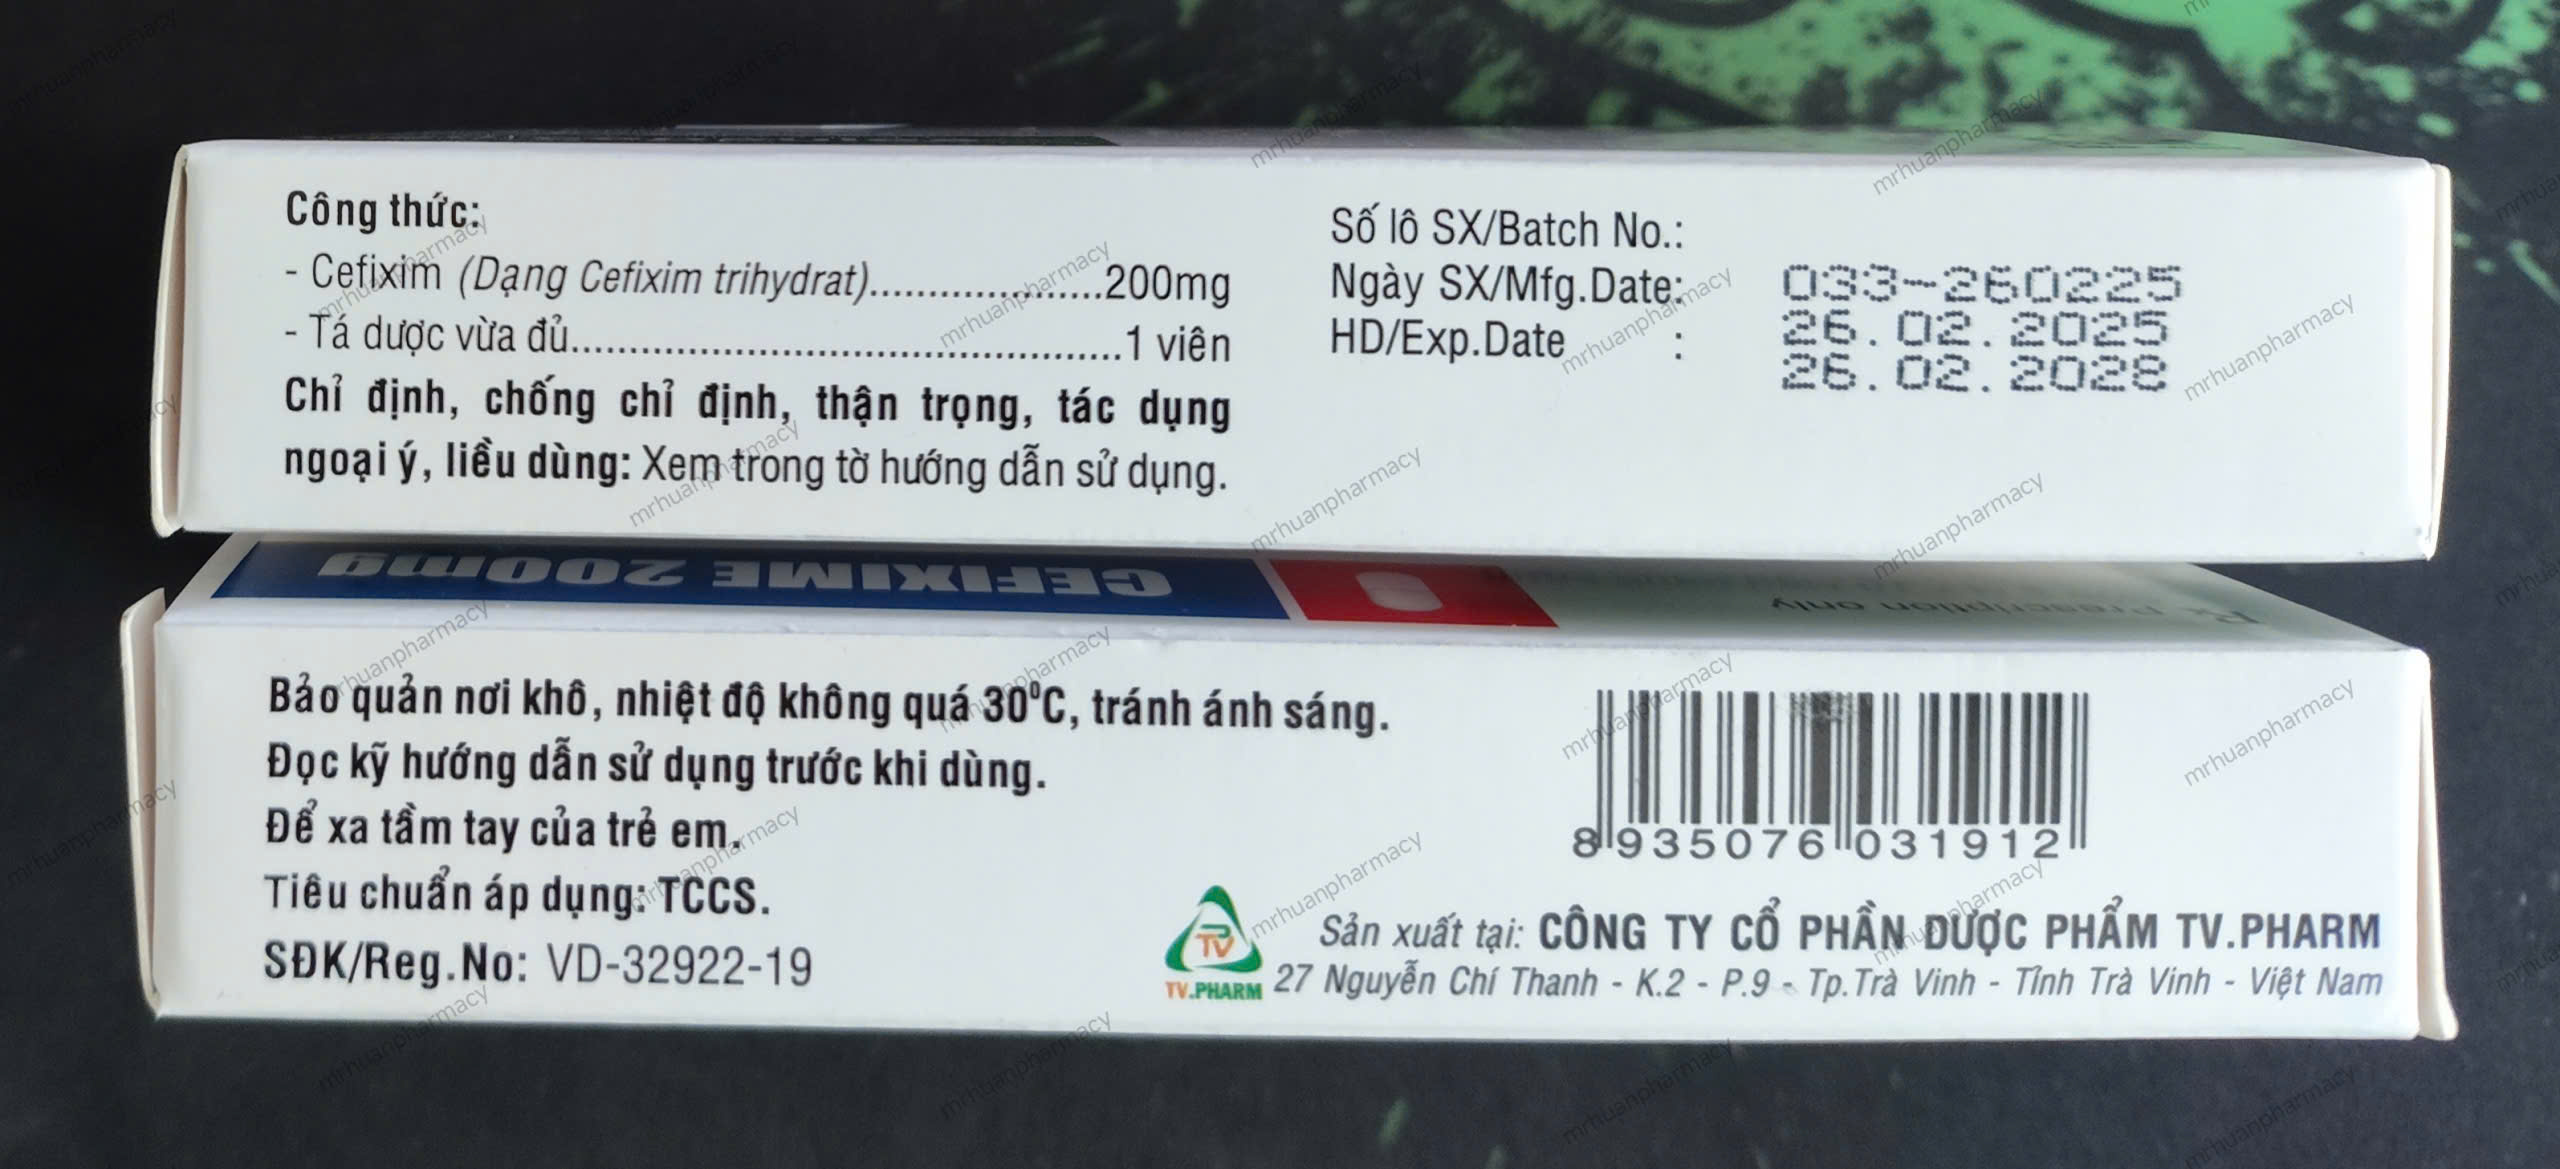 Công thức:
- Cefixim (Dạng Cefixim trihydrat)....................200mg
- Tá dược vừa đủ...............................................1 viên
Chỉ định, chống chỉ định, thận trọng, tác dụng
ngoại ý, liều dùng: Xem trong tờ hướng dẫn sử dụng.
Số lô SX/Batch No.:
Ngày SX/Mfg.Date:
HD/Exp.Date :
033-260225
26.02.2025
26.02.2028
CEFIXIME 200mg
Rx Prescription only
Bảo quản nơi khô, nhiệt độ không quá 30⁰C, tránh ánh sáng.
Đọc kỹ hướng dẫn sử dụng trước khi dùng.
Để xa tầm tay của trẻ em.
Tiêu chuẩn áp dụng: TCCS.
SĐK/Reg.No: VD-32922-19
8 935076 031912
TV
TV.PHARM
Sản xuất tại: CÔNG TY CỔ PHẦN DƯỢC PHẨM TV.PHARM
27 Nguyễn Chí Thanh - K.2 - P.9 - Tp.Trà Vinh - Tỉnh Trà Vinh - Việt Nam
mrhuanpharmacy